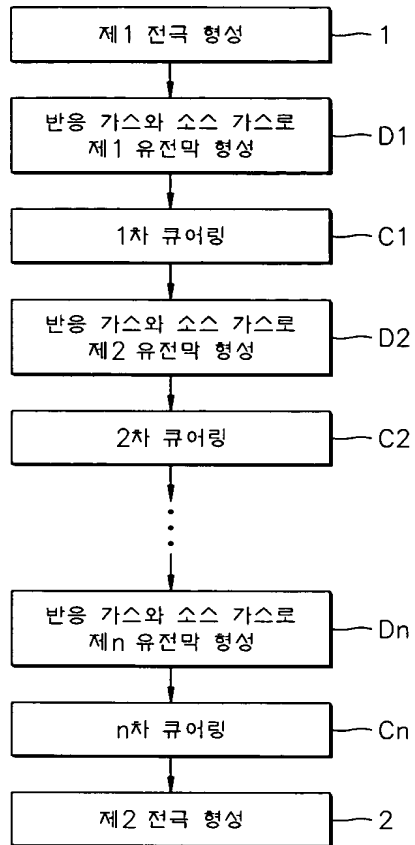 제1 전극 형성
1
반응 가스와 소스 가스로
제1 유전막 형성
D1
1차 큐어링
C1
반응 가스와 소스 가스로
제2 유전막 형성
D2
2차 큐어링
C2
반응 가스와 소스 가스로
제n 유전막 형성
Dn
n차 큐어링
Cn
제2 전극 형성
2